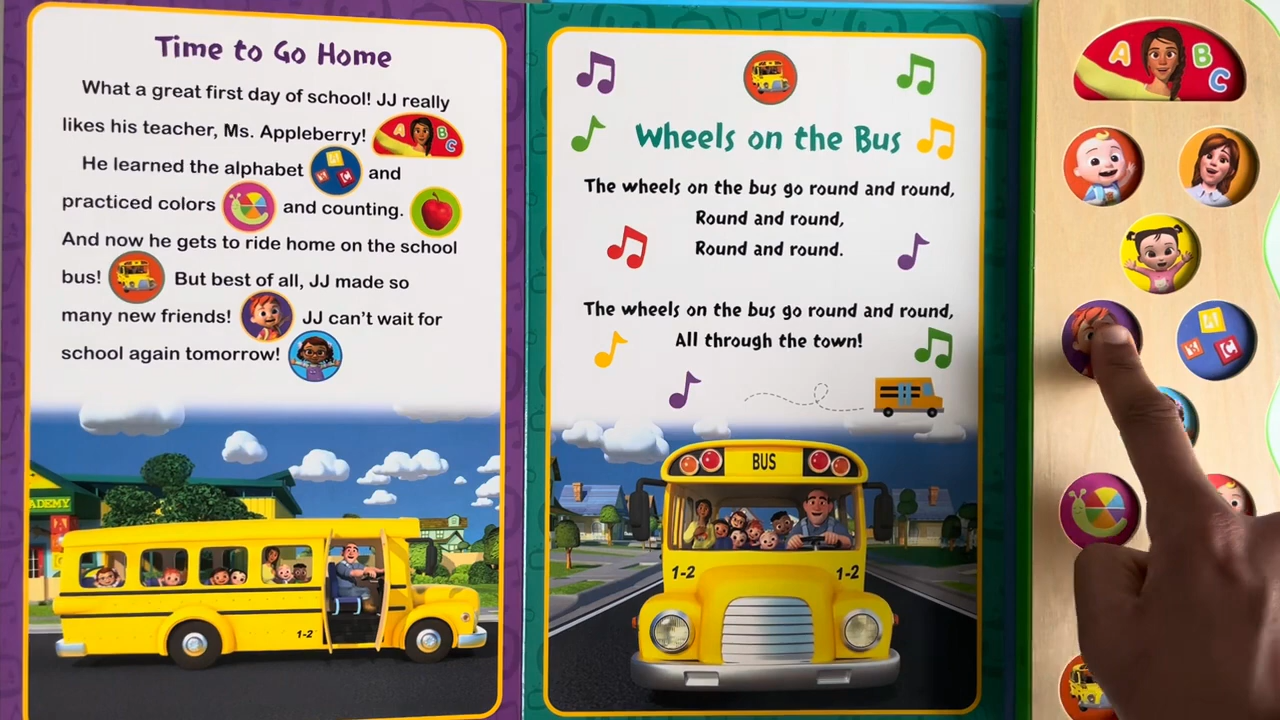 Time to Go Home
What a great first day of school! JJ really
likes his teacher, Ms. Appleberry! A B C
He learned the alphabet and
practiced colors and counting.
And now he gets to ride home on the school
bus! But best of all, JJ made so
many new friends! JJ can't wait for
school again tomorrow!
ADEMY
1-2
Wheels on the Bus
The wheels on the bus go round and round,
Round and round,
Round and round.
The wheels on the bus go round and round,
All through the town!
BUS
1-2 1-2
A B C